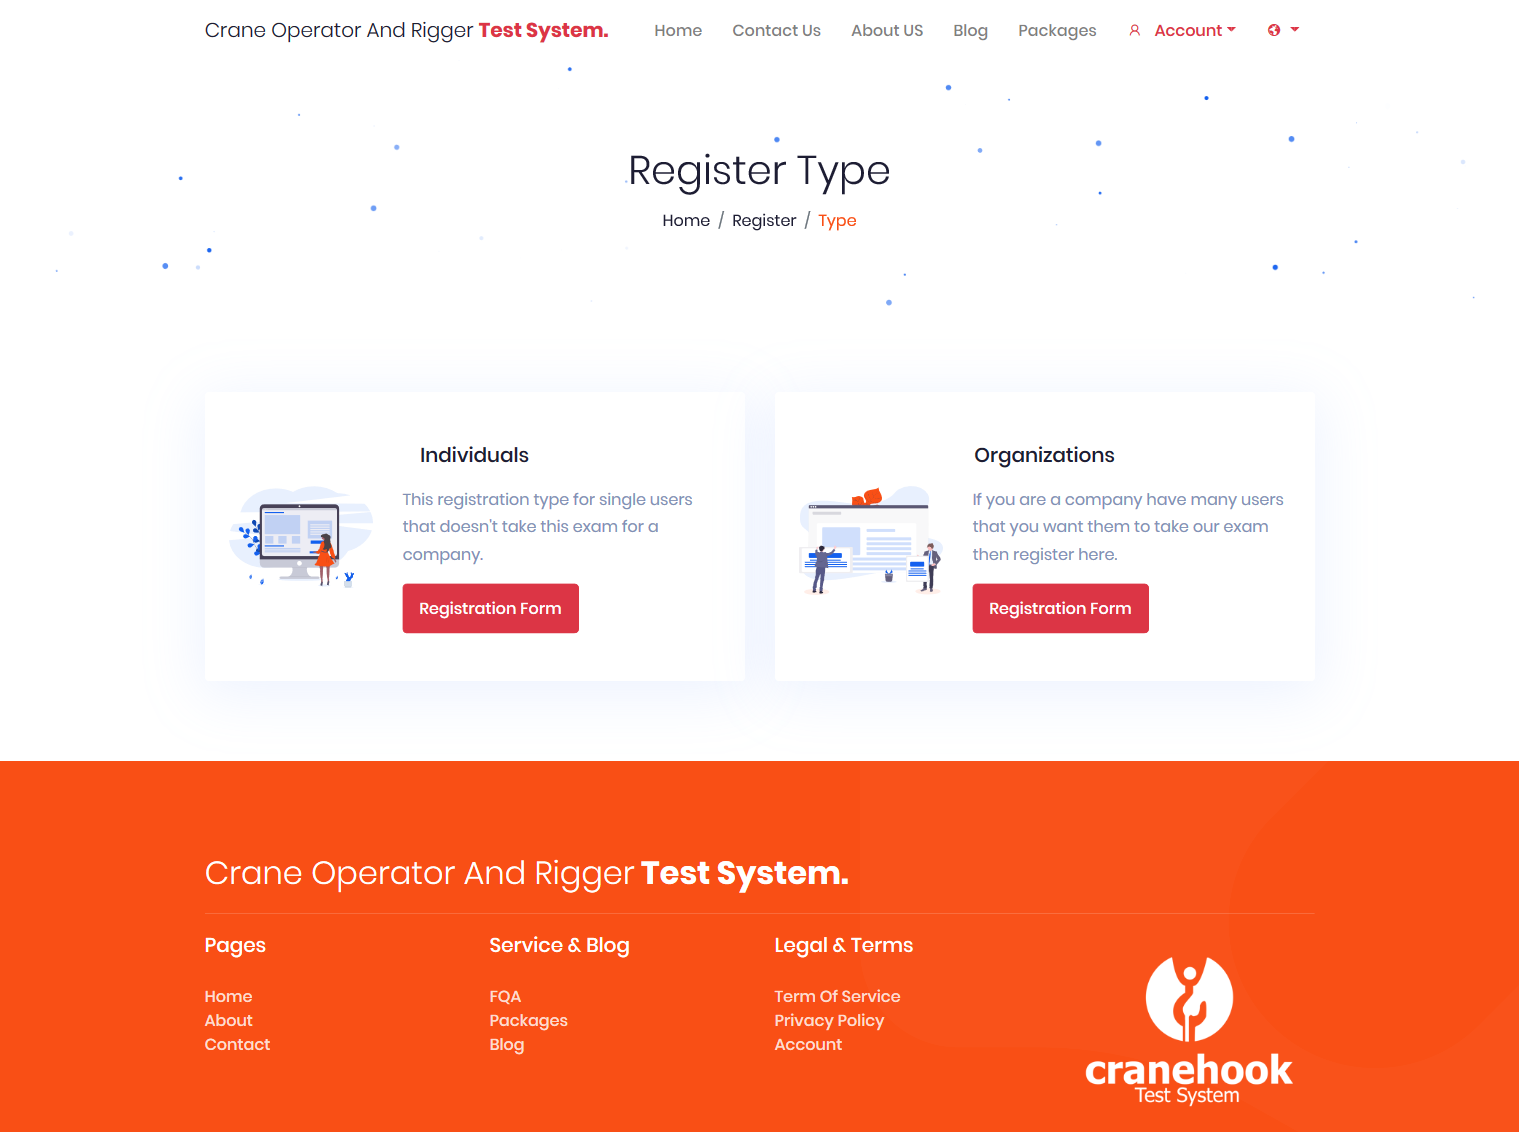 Crane Operator And Rigger Test System.
Home
Contact Us
About US
Blog
Packages
Account
Register Type
Home / Register / Type
Individuals
This registration type for single users
that doesn't take this exam for a
company.
Registration Form
Organizations
If you are a company have many users
that you want them to take our exam
then register here.
Registration Form
Crane Operator And Rigger Test System.
Pages
Home
About
Contact
Service & Blog
FQA
Packages
Blog
Legal & Terms
Term Of Service
Privacy Policy
Account
cranehook
Test System